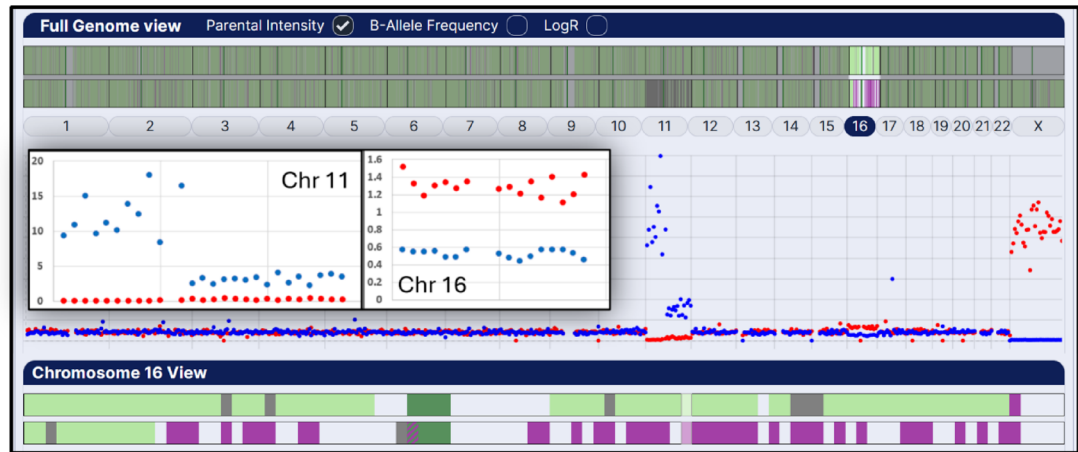 Full Genome view Parental Intensity B-Allele Frequency LogR
1 2 3 4 5 6 7 8 9 10 11 12 13 14 15 16 17 18 19 20 21 22 X
20
15
10
5
0
Chr 11
1.6
1.4
1.2
1
0.8
0.6
0.4
0.2
0
Chr 16
Chromosome 16 View